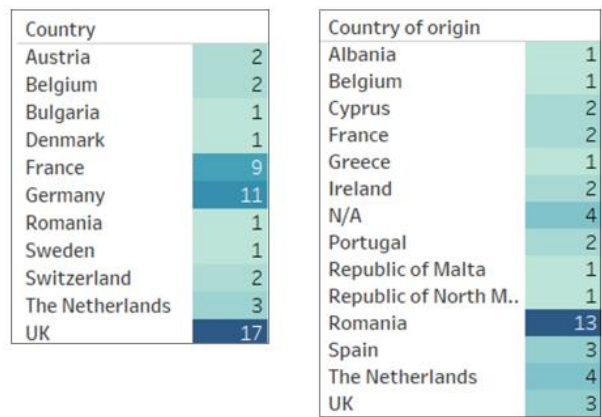 Country
Austria 2
Belgium 2
Bulgaria 1
Denmark 1
France 9
Germany 11
Romania 1
Sweden 1
Switzerland 2
The Netherlands 3
UK 17
Country of origin
Albania 1
Belgium 1
Cyprus 2
France 2
Greece 1
Ireland 2
N/A 4
Portugal 2
Republic of Malta 1
Republic of North M.. 1
Romania 13
Spain 3
The Netherlands 4
UK 3